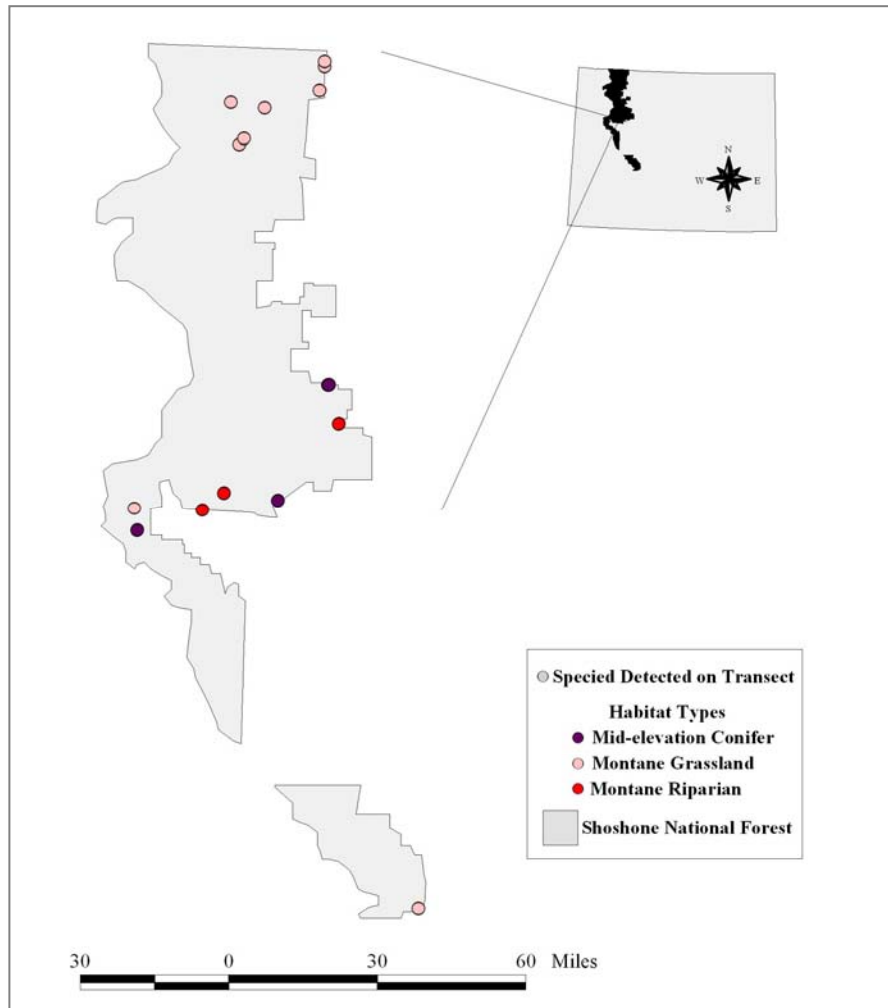 N
W E
S
Specied Detected on Transect
Habitat Types
Mid-elevation Conifer
Montane Grassland
Montane Riparian
Shoshone National Forest
30 0 30 60 Miles